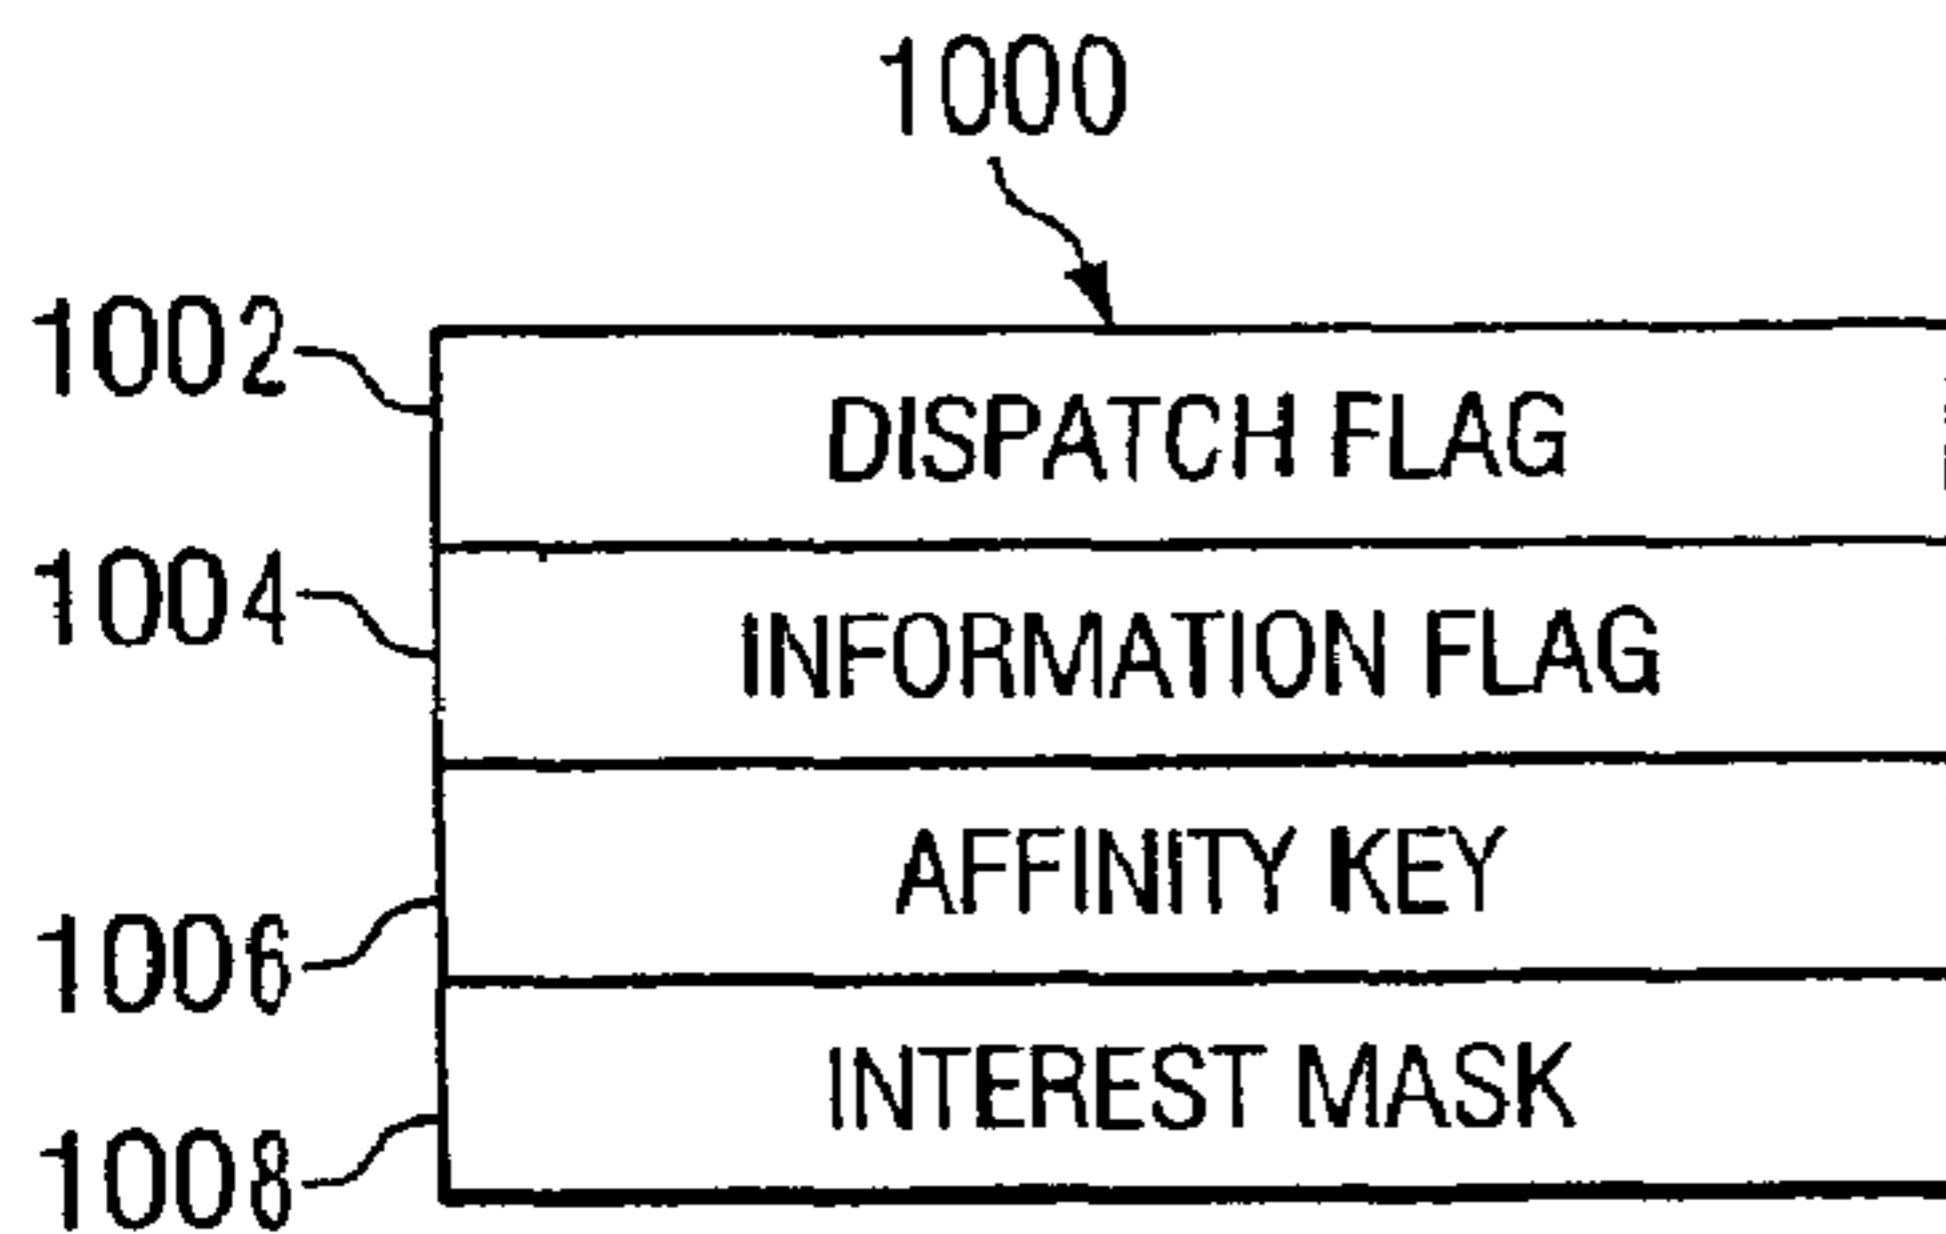 1000
1002
DISPATCH FLAG
1004
INFORMATION FLAG
AFFINITY KEY
1006
INTEREST MASK
1008